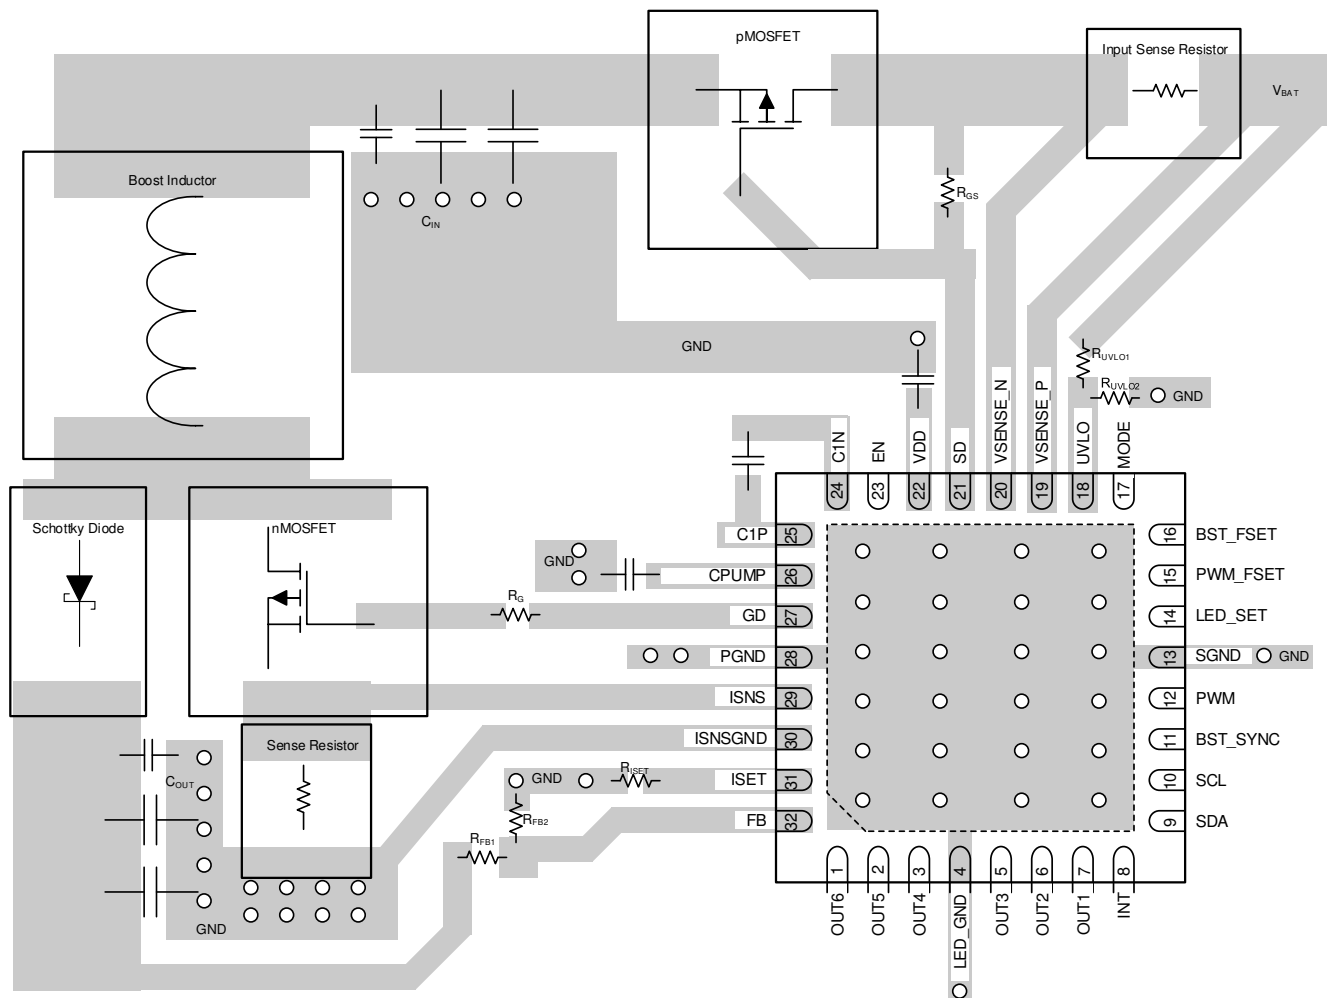 pMOSFET
Input Sense Resistor
VBAT
Boost Inductor
RGS
CIN
GND
RUVLO1
RUVLO2
GND
C1N
EN
VDD
SD
VSENSE_N
VSENSE_P
UVLO
MODE
24
23
22
21
20
19
18
17
Schottky Diode
nMOSFET
C1P
25
16
BST_FSET
GND
CPUMP
26
15
PWM_FSET
RG
GD
27
14
LED_SET
PGND
28
13
SGND
GND
ISNS
29
12
PWM
Sense Resistor
ISNSGND
30
11
BST_SYNC
COUT
GND
RISET
ISET
31
10
SCL
RFB2
FB
32
9
SDA
RFB1
1
2
3
4
5
6
7
8
GND
OUT6
OUT5
OUT4
LED_GND
OUT3
OUT2
OUT1
INT